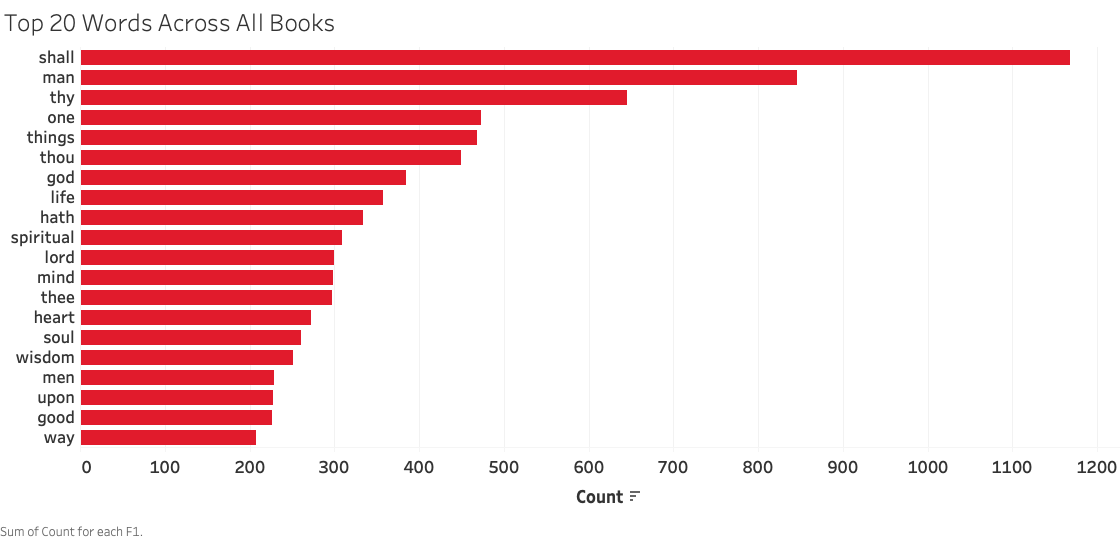 Top 20 Words Across All Books
shall
man
thy
one
things
thou
god
life
hath
spiritual
lord
mind
thee
heart
soul
wisdom
men
upon
good
way
0 100 200 300 400 500 600 700 800 900 1000 1100 1200
Count
Sum of Count for each F1.